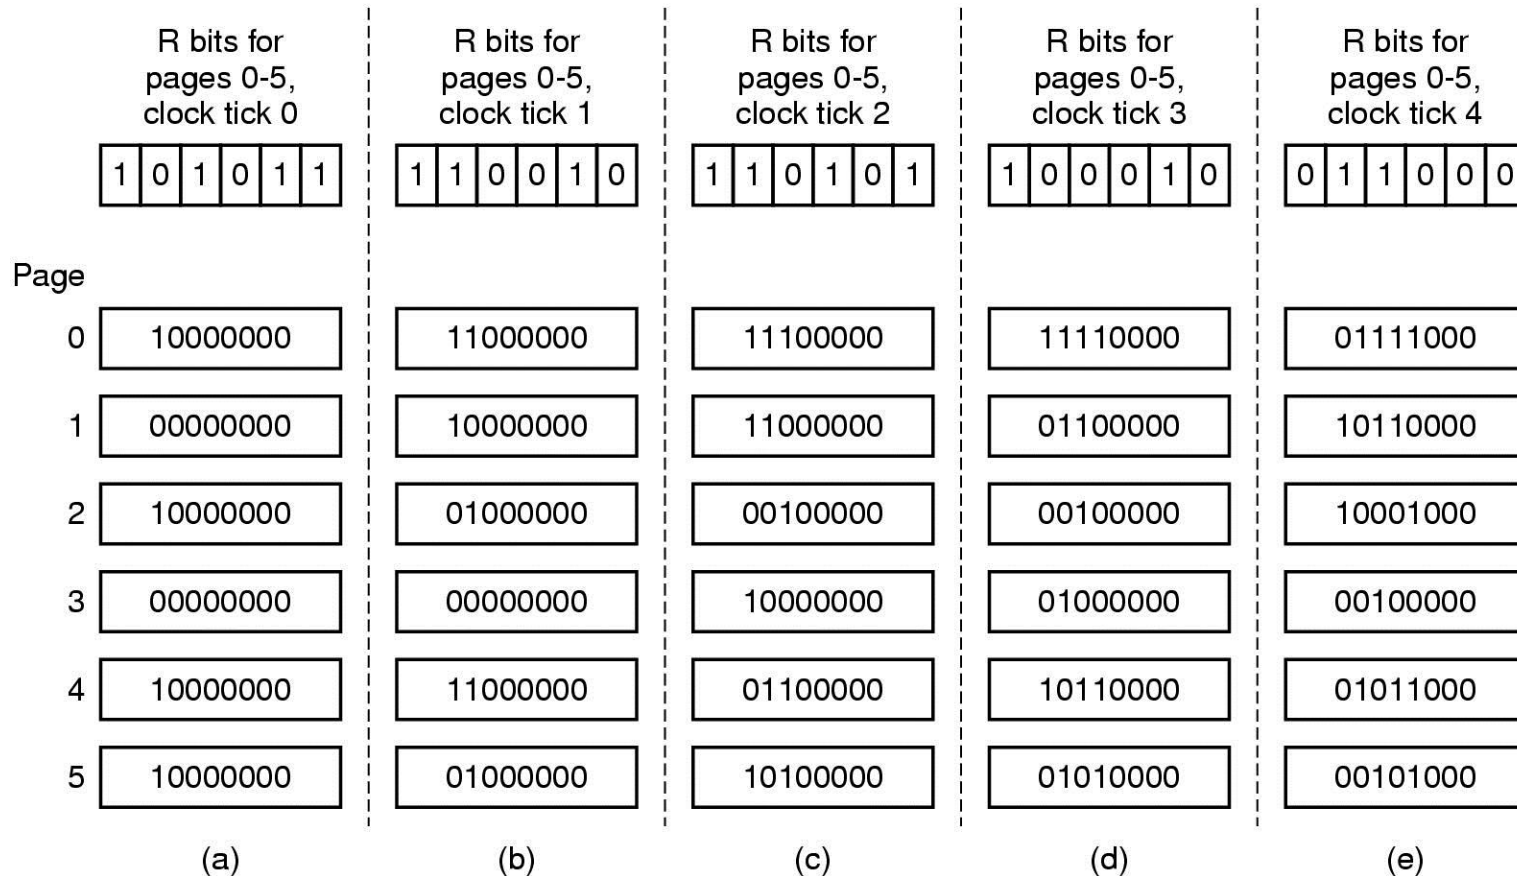 R bits for
pages 0-5,
clock tick 0
R bits for
pages 0-5,
clock tick 1
R bits for
pages 0-5,
clock tick 2
R bits for
pages 0-5,
clock tick 3
R bits for
pages 0-5,
clock tick 4
1 0 1 0 1 1
1 1 0 0 1 0
1 1 0 1 0 1
1 0 0 0 1 0
0 1 1 0 0 0
Page
0 10000000 11000000 11100000 11110000 01111000
1 00000000 10000000 11000000 01100000 10110000
2 10000000 01000000 00100000 00100000 10001000
3 00000000 00000000 10000000 01000000 00100000
4 10000000 11000000 01100000 10110000 01011000
5 10000000 01000000 10100000 01010000 00101000
(a) (b) (c) (d) (e)